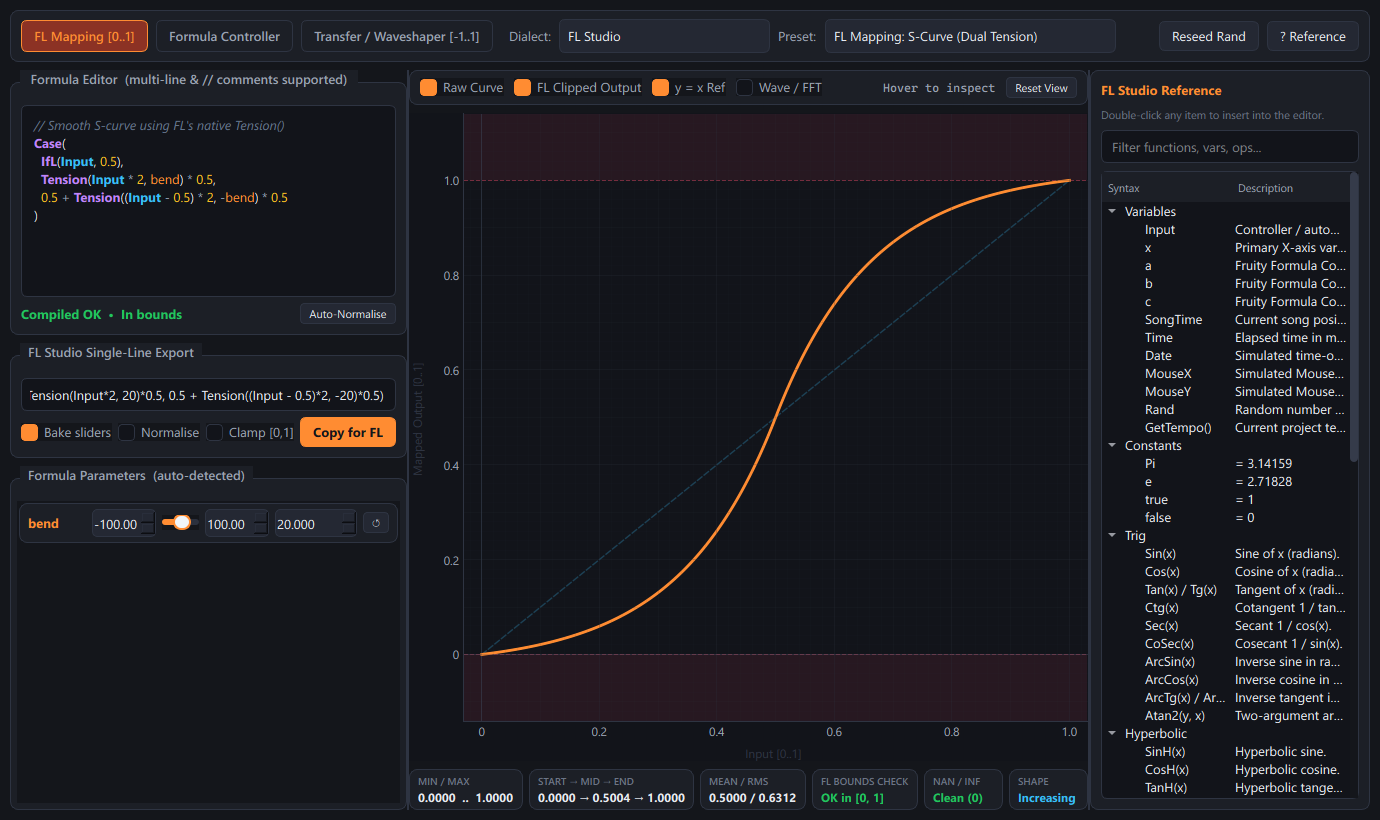 FL Mapping [0..1] Formula Controller Transfer / Waveshaper [-1..1] Dialect: FL Studio Preset: FL Mapping: S-Curve (Dual Tension) Reseed Rand ? Reference
Formula Editor (multi-line & // comments supported)
// Smooth S-curve using FL's native Tension()
Case(
IfL(Input, 0.5),
Tension(Input * 2, bend) * 0.5,
0.5 + Tension((Input - 0.5) * 2, -bend) * 0.5
)
Compiled OK • In bounds Auto-Normalise
FL Studio Single-Line Export
Tension(Input*2, 20)*0.5, 0.5 + Tension((Input - 0.5)*2, -20)*0.5)
Bake sliders Normalise Clamp [0,1] Copy for FL
Formula Parameters (auto-detected)
bend -100.00 100.00 20.000
Raw Curve FL Clipped Output y = x Ref Wave / FFT Hover to inspect Reset View
1.0
0.8
0.6
0.4
0.2
0
Mapped Output [0..1]
0 0.2 0.4 0.6 0.8 1.0
Input [0..1]
MIN / MAX
0.0000 .. 1.0000
START → MID → END
0.0000 → 0.5004 → 1.0000
MEAN / RMS
0.5000 / 0.6312
FL BOUNDS CHECK
OK in [0, 1]
NAN / INF
Clean (0)
SHAPE
Increasing
FL Studio Reference
Double-click any item to insert into the editor.
Filter functions, vars, ops...
Syntax Description
Variables
Input Controller / auto...
x Primary X-axis var...
a Fruity Formula Co...
b Fruity Formula Co...
c Fruity Formula Co...
SongTime Current song posi...
Time Elapsed time in m...
Date Simulated time-o...
MouseX Simulated Mouse...
MouseY Simulated Mouse...
Rand Random number ...
GetTempo() Current project te...
Constants
Pi = 3.14159
e = 2.71828
true = 1
false = 0
Trig
Sin(x) Sine of x (radians).
Cos(x) Cosine of x (radia...
Tan(x) / Tg(x) Tangent of x (radi...
Ctg(x) Cotangent 1 / tan...
Sec(x) Secant 1 / cos(x).
CoSec(x) Cosecant 1 / sin(x).
ArcSin(x) Inverse sine in ra...
ArcCos(x) Inverse cosine in ...
ArcTg(x) / Ar... Inverse tangent i...
Atan2(y, x) Two-argument ar...
Hyperbolic
SinH(x) Hyperbolic sine.
CosH(x) Hyperbolic cosine.
TanH(x) Hyperbolic tange...